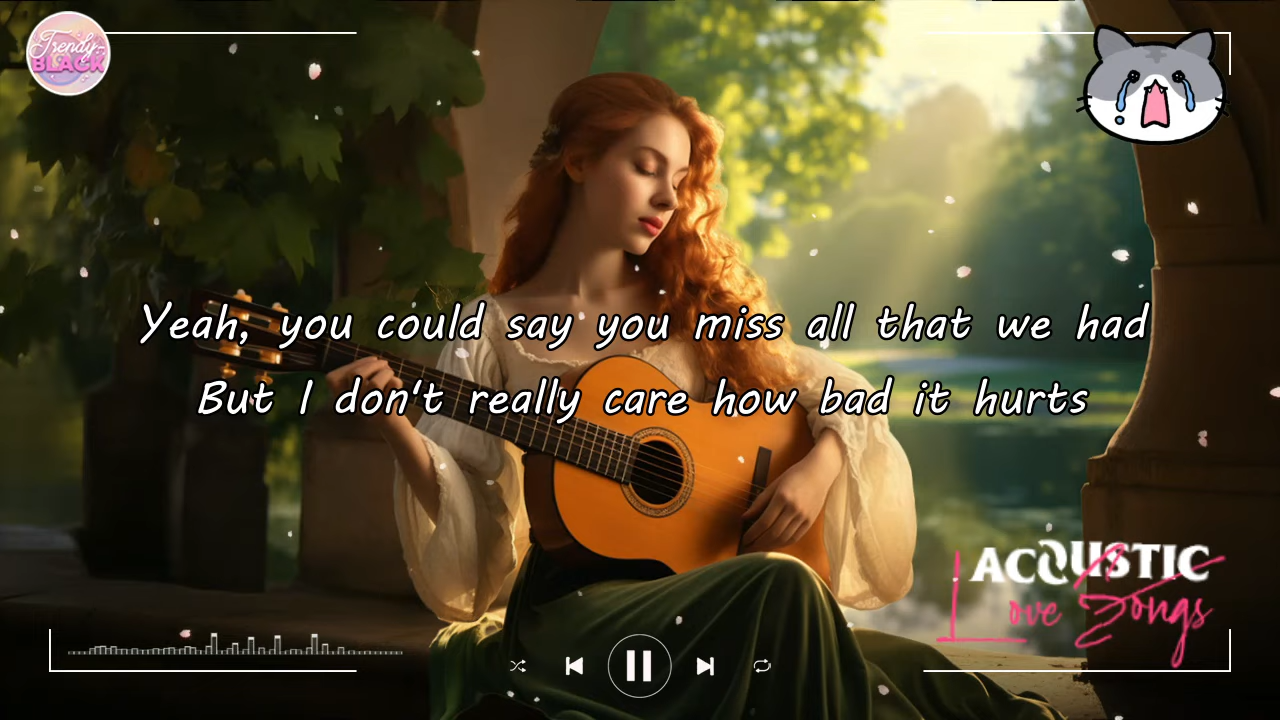 Trendy
BLACK
Yeah, you could say you miss all that we had
But I don't really care how bad it hurts
ACOUSTIC
Love Songs